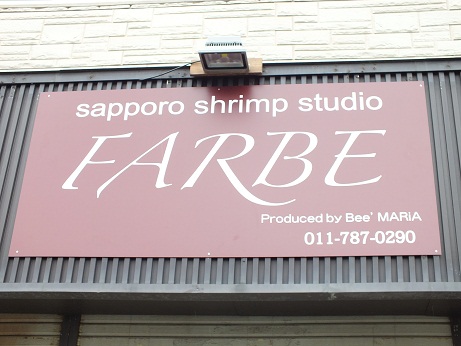 sapporo shrimp studio
FARBE
Produced by Bee' MARiA
011-787-0290